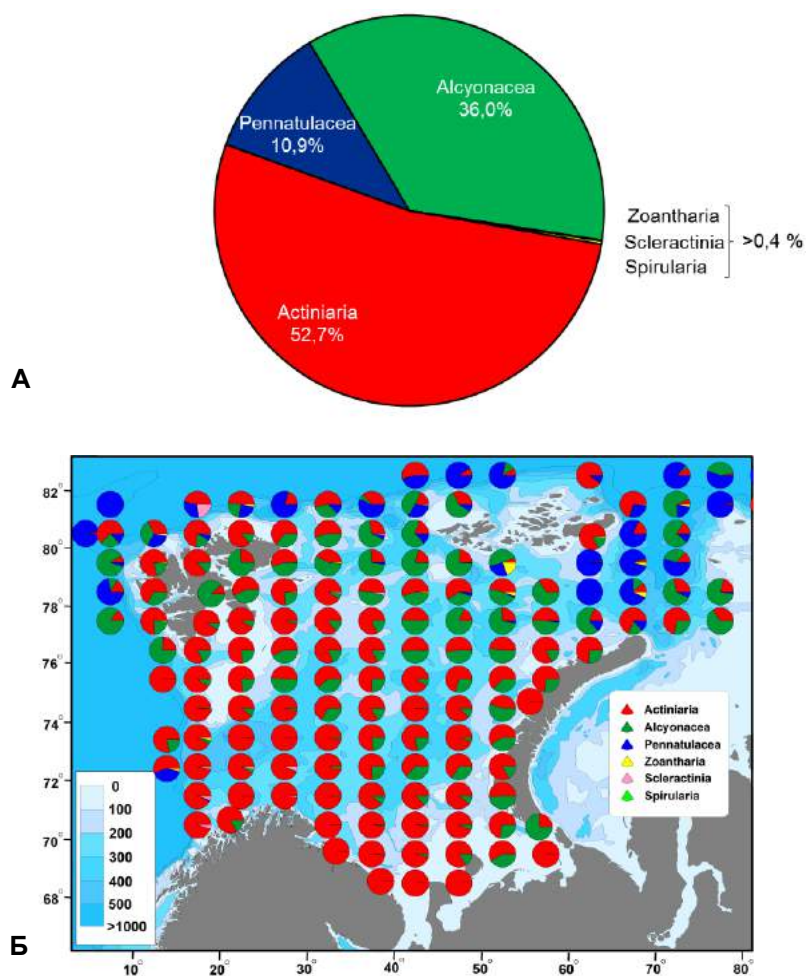 Alcyonacea
36,0%
Pennatulacea
10,9%
Zoantharia
Scleractinia
Spirularia
>0,4 %
Actiniaria
52,7%
А
82°
80°
78°
76°
74°
72°
70°
68°
Actiniaria
Alcyonacea
Pennatulacea
Zoantharia
Scleractinia
Spirularia
0
100
200
300
400
500
>1000
Б
10° 20° 30° 40° 50° 60° 70° 80°